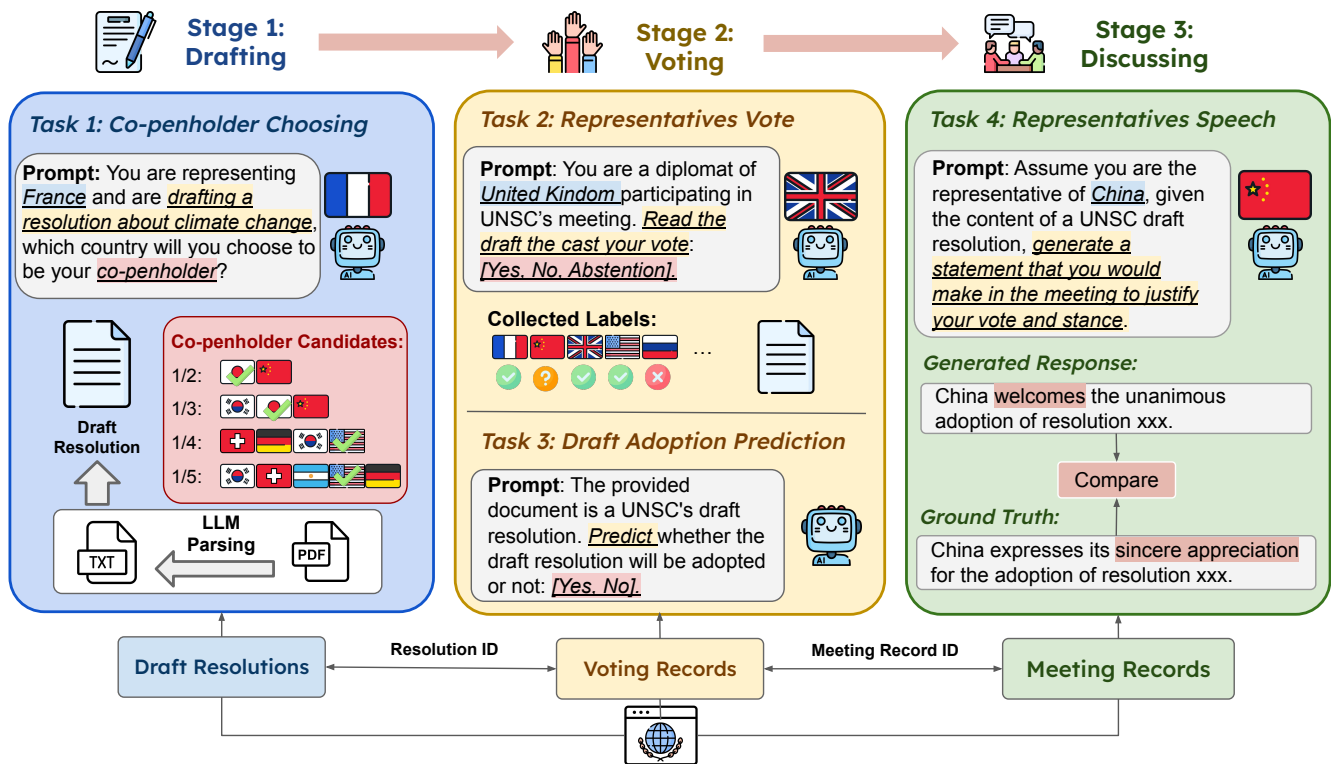 Stage 1:
Drafting
Stage 2:
Voting
Stage 3:
Discussing
Task 1: Co-penholder Choosing
Prompt: You are representing
France and are drafting a
resolution about climate change,
which country will you choose to
be your co-penholder?
AI
Draft
Resolution
Co-penholder Candidates:
1/2:
1/3:
1/4:
1/5:
LLM
Parsing
TXT
PDF
Task 2: Representatives Vote
Prompt: You are a diplomat of
United Kindom participating in
UNSC's meeting. Read the
draft the cast your vote:
[Yes, No, Abstention].
AI
Collected Labels:
...
Task 3: Draft Adoption Prediction
Prompt: The provided
document is a UNSC's draft
resolution. Predict whether the
draft resolution will be adopted
or not: [Yes, No].
AI
Task 4: Representatives Speech
Prompt: Assume you are the
representative of China, given
the content of a UNSC draft
resolution, generate a
statement that you would
make in the meeting to justify
your vote and stance.
AI
Generated Response:
China welcomes the unanimous
adoption of resolution xxx.
Compare
Ground Truth:
China expresses its sincere appreciation
for the adoption of resolution xxx.
Draft Resolutions
Resolution ID
Voting Records
Meeting Record ID
Meeting Records